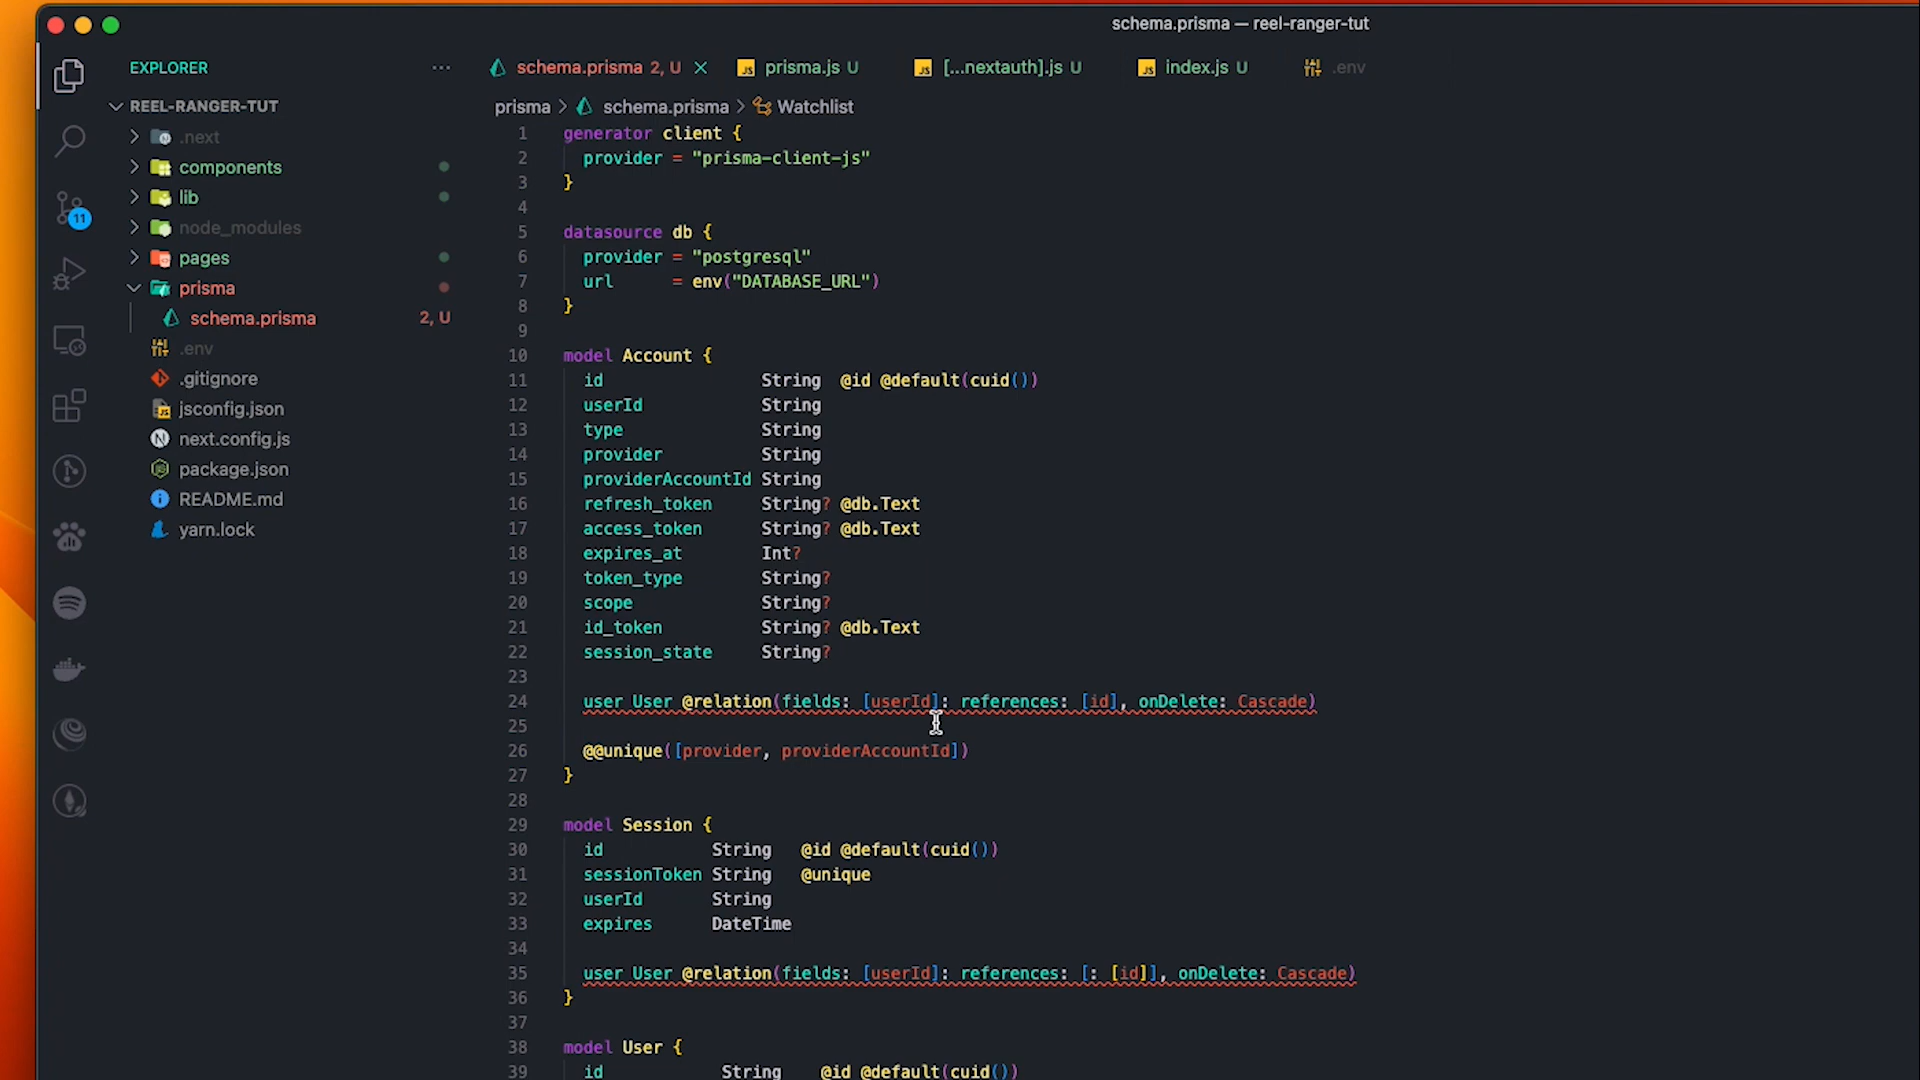 schema.prisma — reel-ranger-tut
EXPLORER ···
schema.prisma 2, U
prisma.js U
[...nextauth].js U
index.js U
.env
REEL-RANGER-TUT
.next
components
lib
node_modules
pages
prisma
schema.prisma 2, U
.env
.gitignore
jsconfig.json
next.config.js
package.json
README.md
yarn.lock
11
prisma > schema.prisma > Watchlist
1 generator client {
2 provider = "prisma-client-js"
3 }
4
5 datasource db {
6 provider = "postgresql"
7 url = env("DATABASE_URL")
8 }
9
10 model Account {
11 id String @id @default(cuid())
12 userId String
13 type String
14 provider String
15 providerAccountId String
16 refresh_token String? @db.Text
17 access_token String? @db.Text
18 expires_at Int?
19 token_type String?
20 scope String?
21 id_token String? @db.Text
22 session_state String?
23
24 user User @relation(fields: [userId]: references: [id], onDelete: Cascade)
25
26 @@unique([provider, providerAccountId])
27 }
28
29 model Session {
30 id String @id @default(cuid())
31 sessionToken String @unique
32 userId String
33 expires DateTime
34
35 user User @relation(fields: [userId]: references: [: [id]], onDelete: Cascade)
36 }
37
38 model User {
39 id String @id @default(cuid())